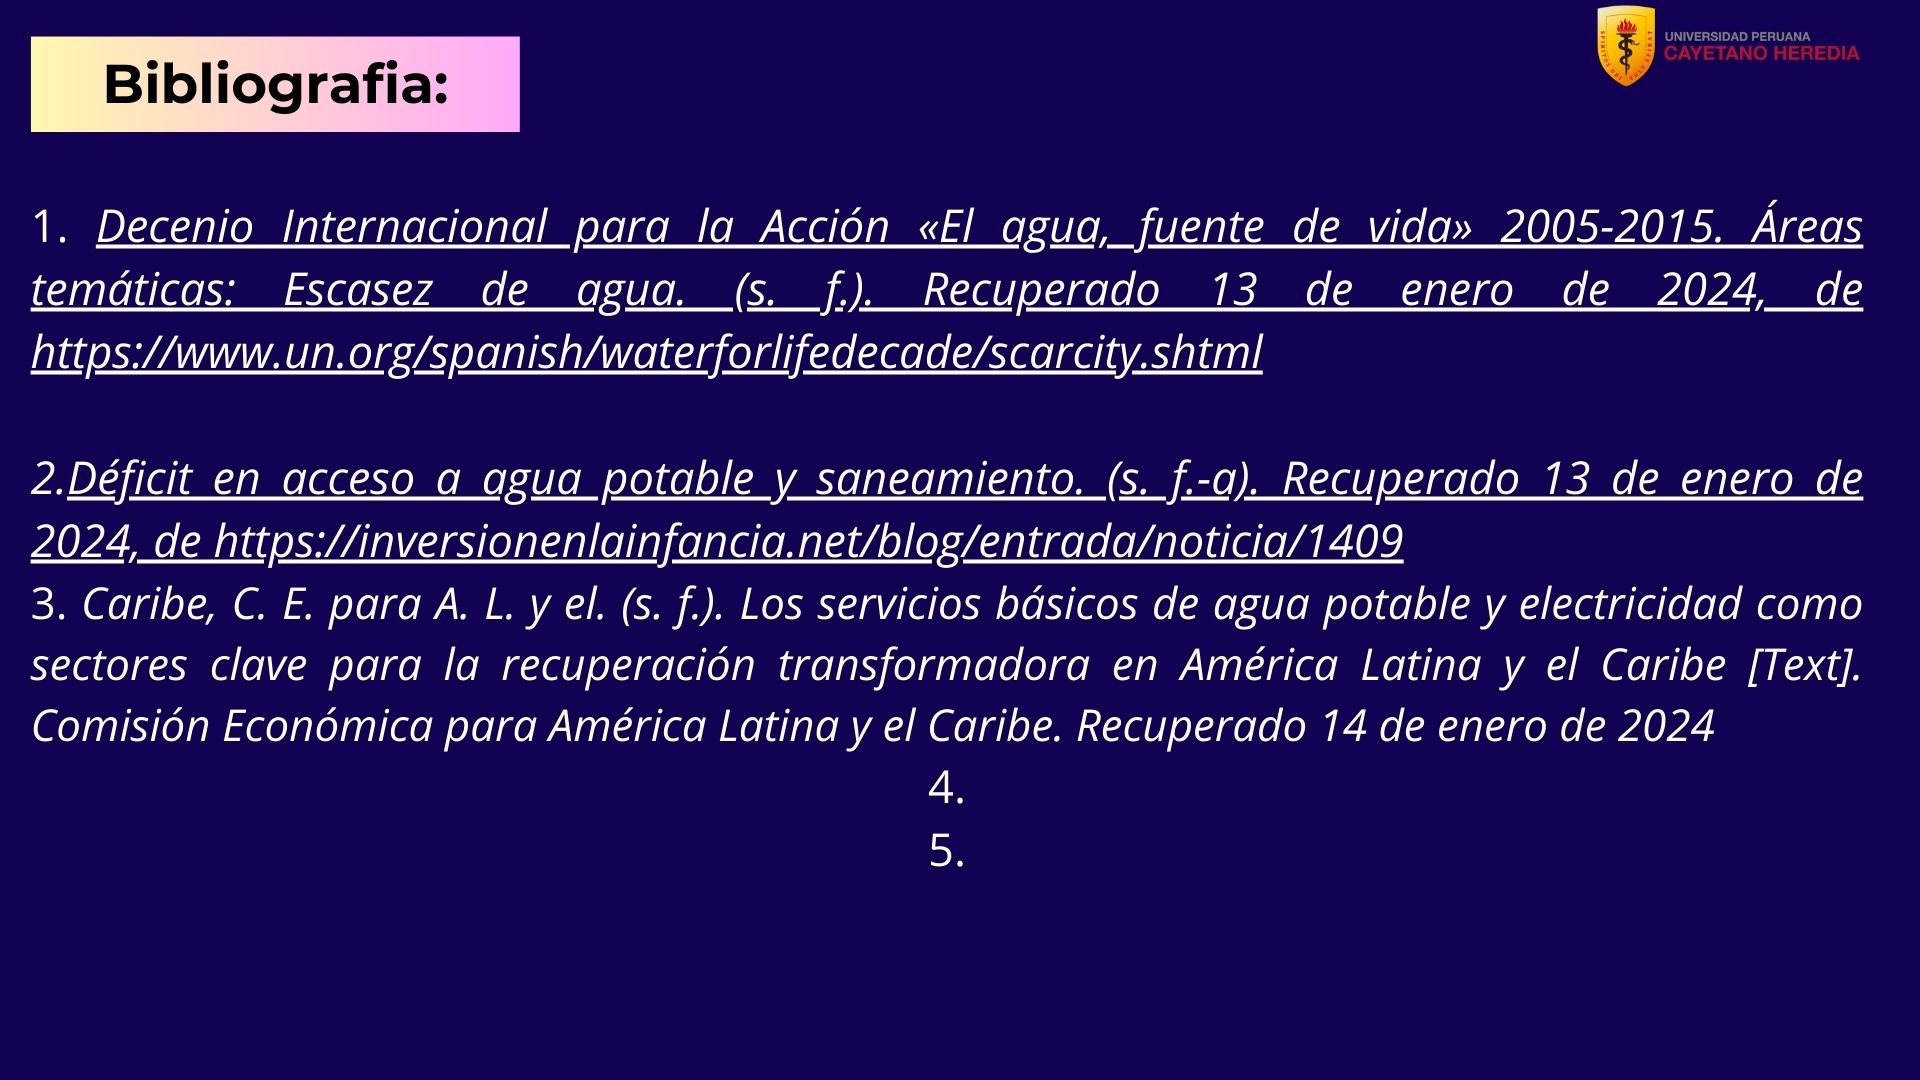 Bibliografia:
UNIVERSIDAD PERUANA
CAYETANO HEREDIA
1. Decenio Internacional para la Acción «El agua, fuente de vida» 2005-2015. Áreas
temáticas: Escasez de agua. (s. f.). Recuperado 13 de enero de 2024, de
https://www.un.org/spanish/waterforlifedecade/scarcity.shtml
2.Déficit en acceso a agua potable y saneamiento. (s. f.-a). Recuperado 13 de enero de
2024, de https://inversionenlainfancia.net/blog/entrada/noticia/1409
3. Caribe, C. E. para A. L. y el. (s. f.). Los servicios básicos de agua potable y electricidad como
sectores clave para la recuperación transformadora en América Latina y el Caribe [Text].
Comisión Económica para América Latina y el Caribe. Recuperado 14 de enero de 2024
4.
5.